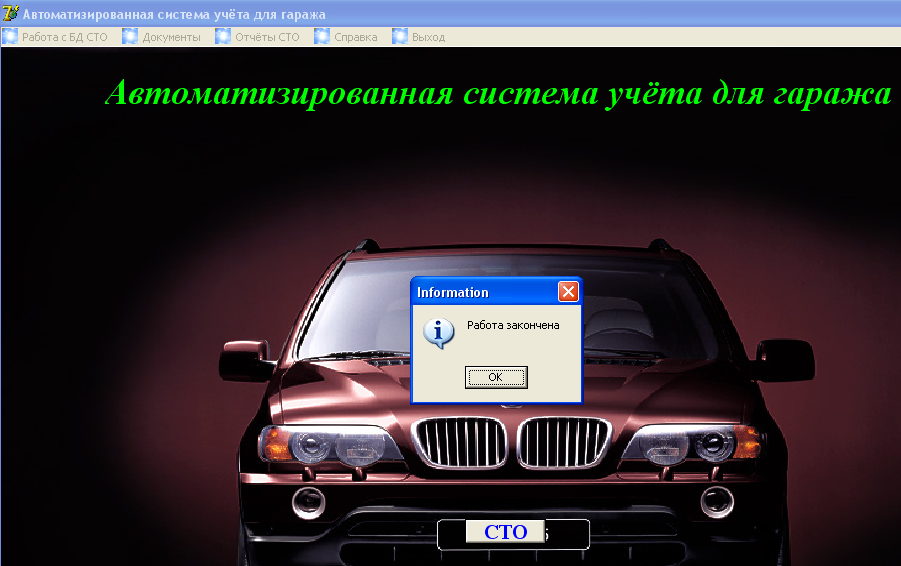 Автоматизированная система учёта для гаража
Работа с БД СТО Документы Отчёты СТО Справка Выход
Автоматизированная система учёта для гаража
Information
Работа закончена
OK
СТО